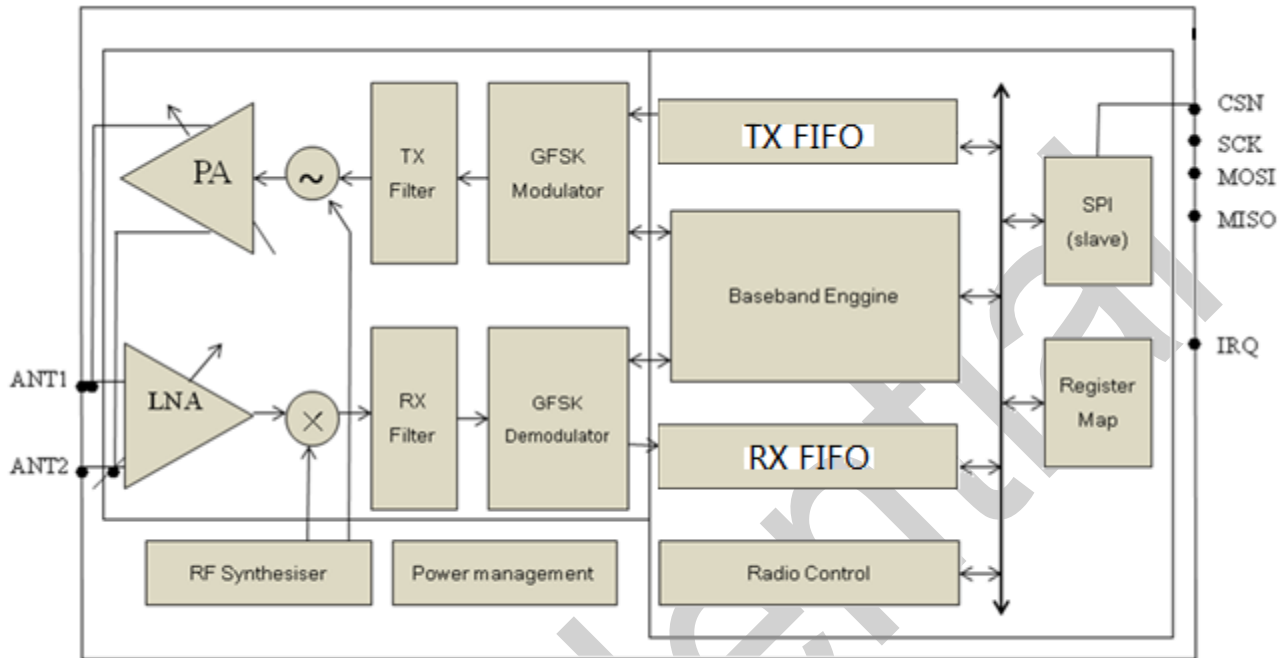 CSN
SCK
MOSI
MISO
IRQ
ANT1
ANT2
PA
~
TX
Filter
GFSK
Modulator
TX FIFO
Baseband Enggine
SPI
(slave)
LNA
×
RX
Filter
GFSK
Demodulator
RX FIFO
Register
Map
RF Synthesiser
Power management
Radio Control